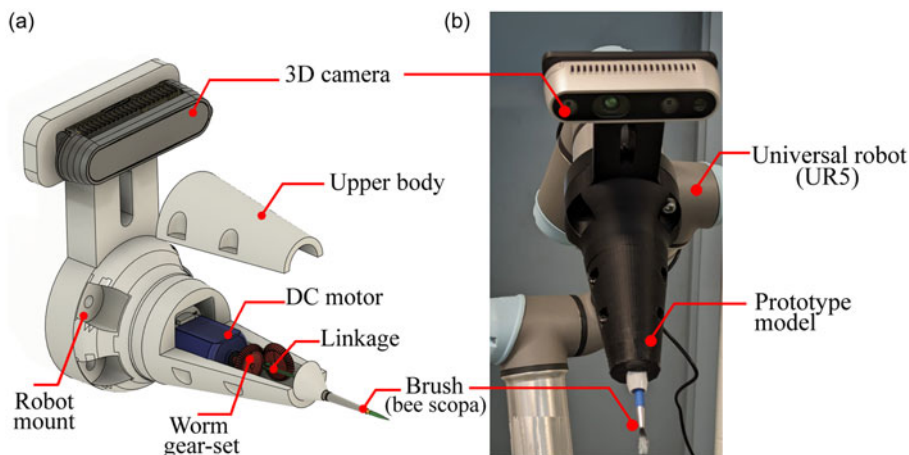 (a)
(b)
3D camera
Upper body
Universal robot
(UR5)
DC motor
Linkage
Prototype
model
Robot
mount
Worm
gear-set
Brush
(bee scopa)